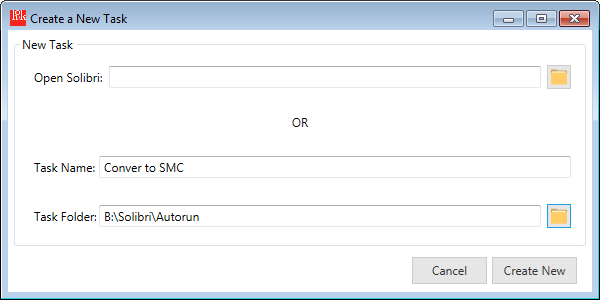 Create a New Task
New Task
Open Solibri:
OR
Task Name: Conver to SMC
Task Folder: B:\Solibri\Autorun
Cancel Create New